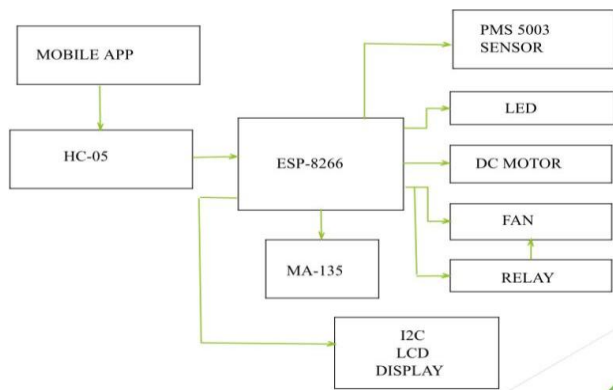 PMS 5003
SENSOR
MOBILE APP
LED
HC-05
ESP-8266
DC MOTOR
FAN
MA-135
RELAY
I2C
LCD
DISPLAY